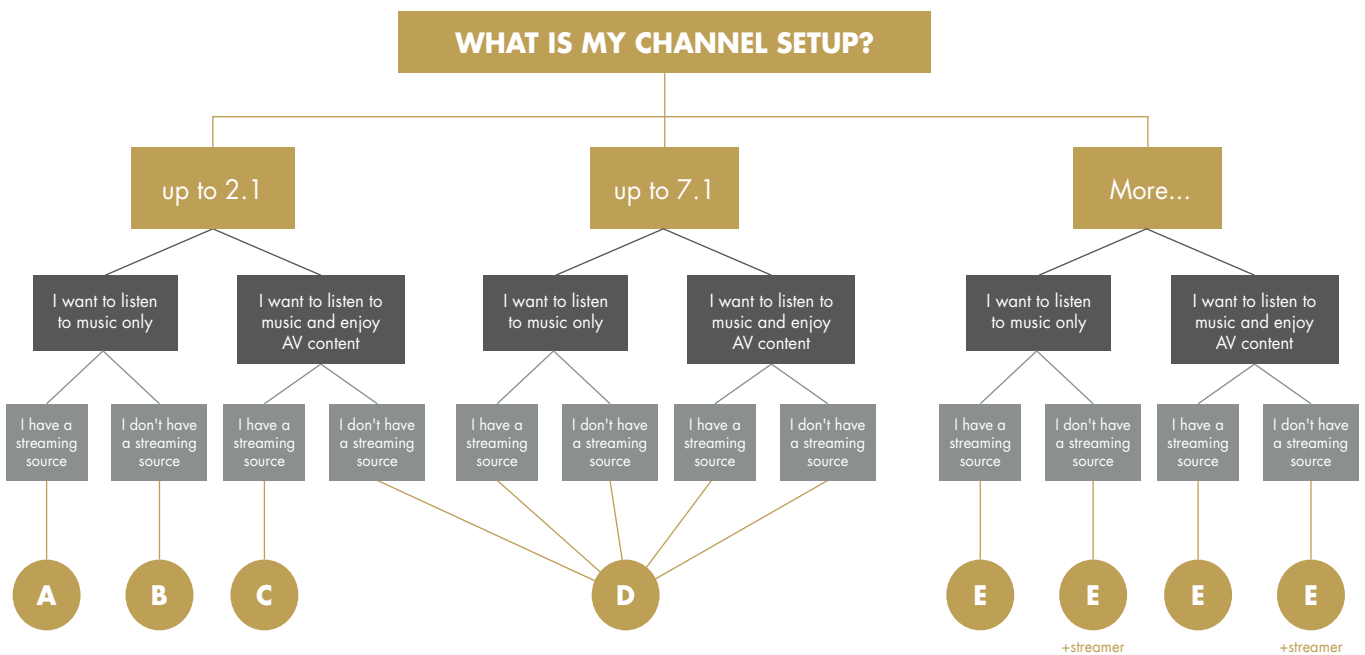 WHAT IS MY CHANNEL SETUP?
up to 2.1
up to 7.1
More...
I want to listen
to music only
I want to listen to
music and enjoy
AV content
I want to listen
to music only
I want to listen to
music and enjoy
AV content
I want to listen
to music only
I want to listen to
music and enjoy
AV content
I have a
streaming
source
I don't have
a streaming
source
I have a
streaming
source
I don't have
a streaming
source
I have a
streaming
source
I don't have
a streaming
source
I have a
streaming
source
I don't have
a streaming
source
I have a
streaming
source
I don't have
a streaming
source
I have a
streaming
source
I don't have
a streaming
source
A
B
C
D
E
E
+streamer
E
E
+streamer